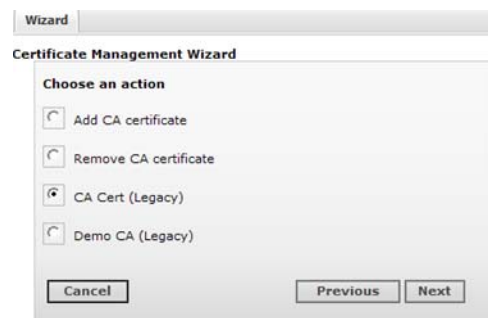 Wizard
Certificate Management Wizard
Choose an action
Add CA certificate
Remove CA certificate
CA Cert (Legacy)
Demo CA (Legacy)
Cancel Previous Next